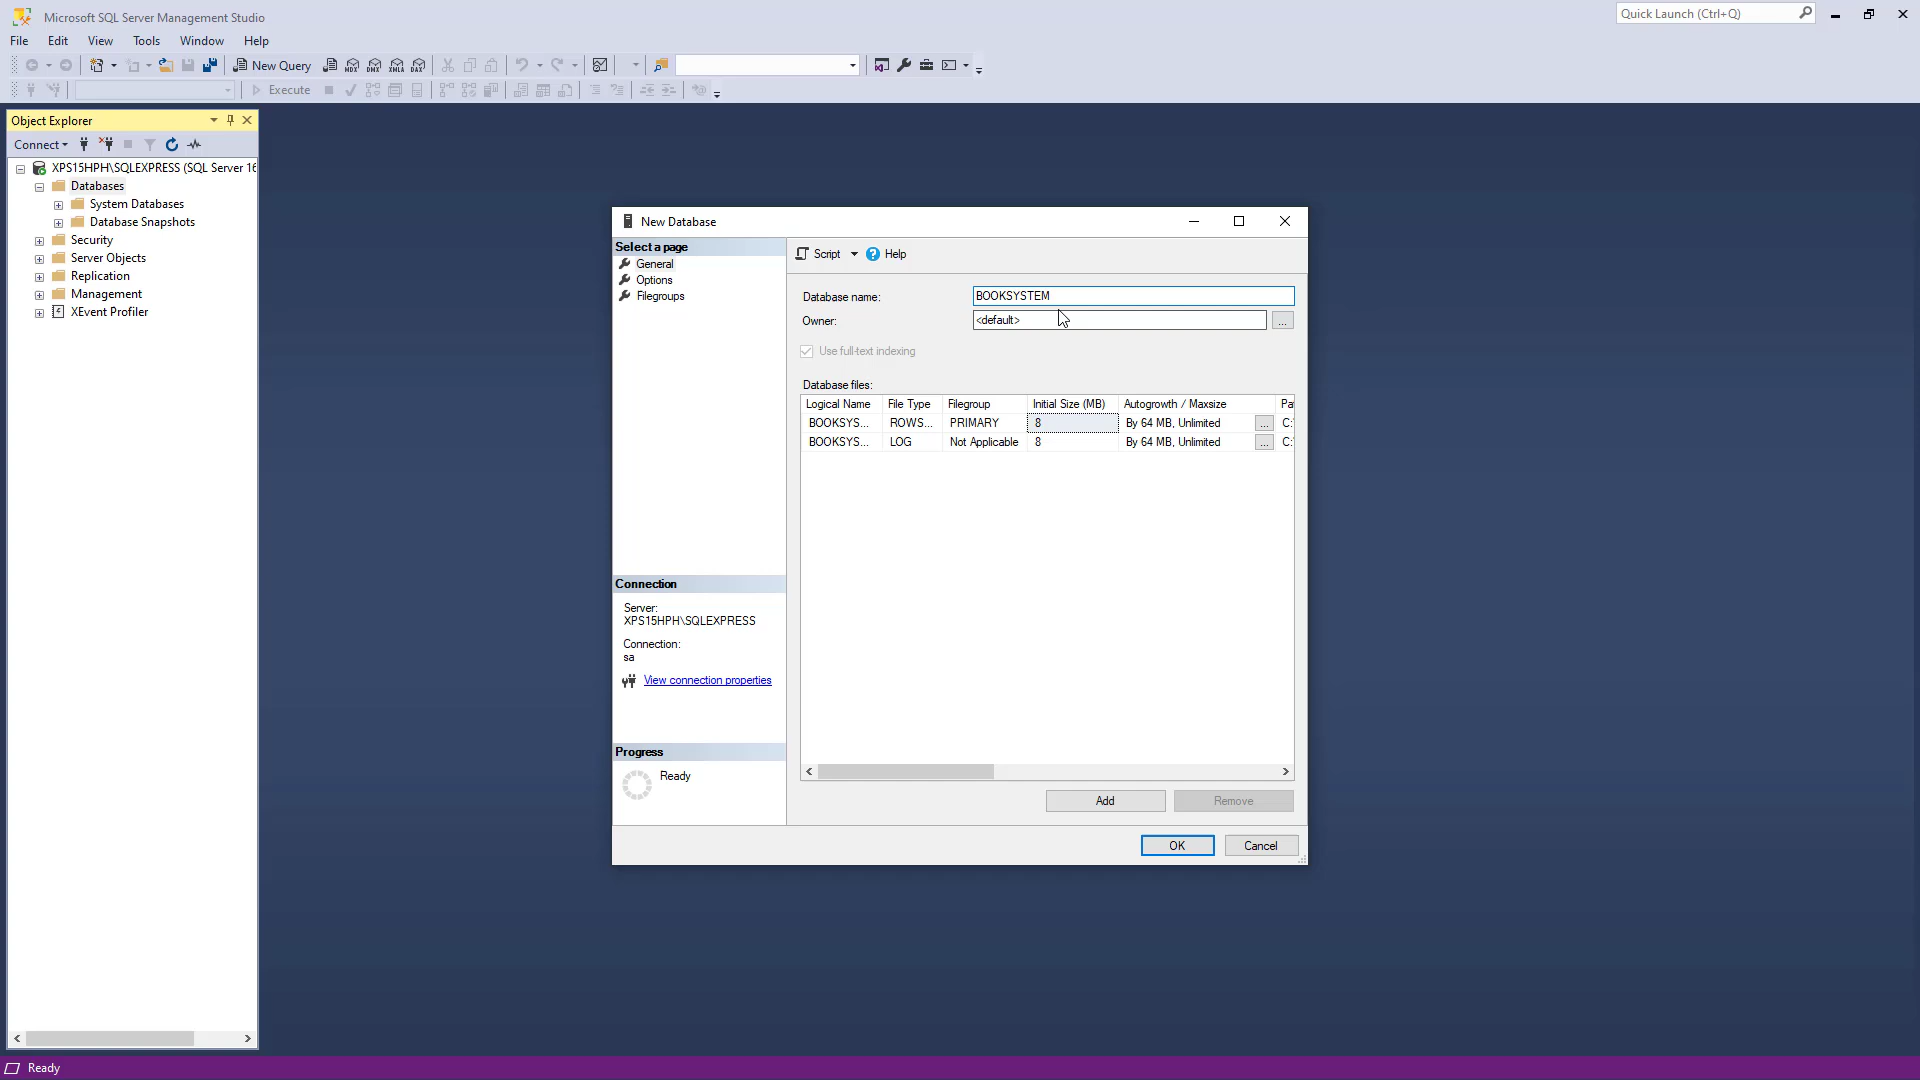 Microsoft SQL Server Management Studio
Quick Launch (Ctrl+Q)
File Edit View Tools Window Help
New Query MDX DMX XMLA DAX
Execute
Object Explorer
Connect
XPS15HPH\SQLEXPRESS (SQL Server 16
Databases
System Databases
Database Snapshots
Security
Server Objects
Replication
Management
XEvent Profiler
New Database
Select a page
General
Options
Filegroups
Script Help
Database name: BOOKSYSTEM
Owner: <default> ...
Use full-text indexing
Database files:
Logical Name File Type Filegroup Initial Size (MB) Autogrowth / Maxsize Pa
BOOKSYS... ROWS... PRIMARY 8 By 64 MB, Unlimited ... C:\
BOOKSYS... LOG Not Applicable 8 By 64 MB, Unlimited ... C:\
Connection
Server:
XPS15HPH\SQLEXPRESS
Connection:
sa
View connection properties
Progress
Ready
Add Remove
OK Cancel
Ready